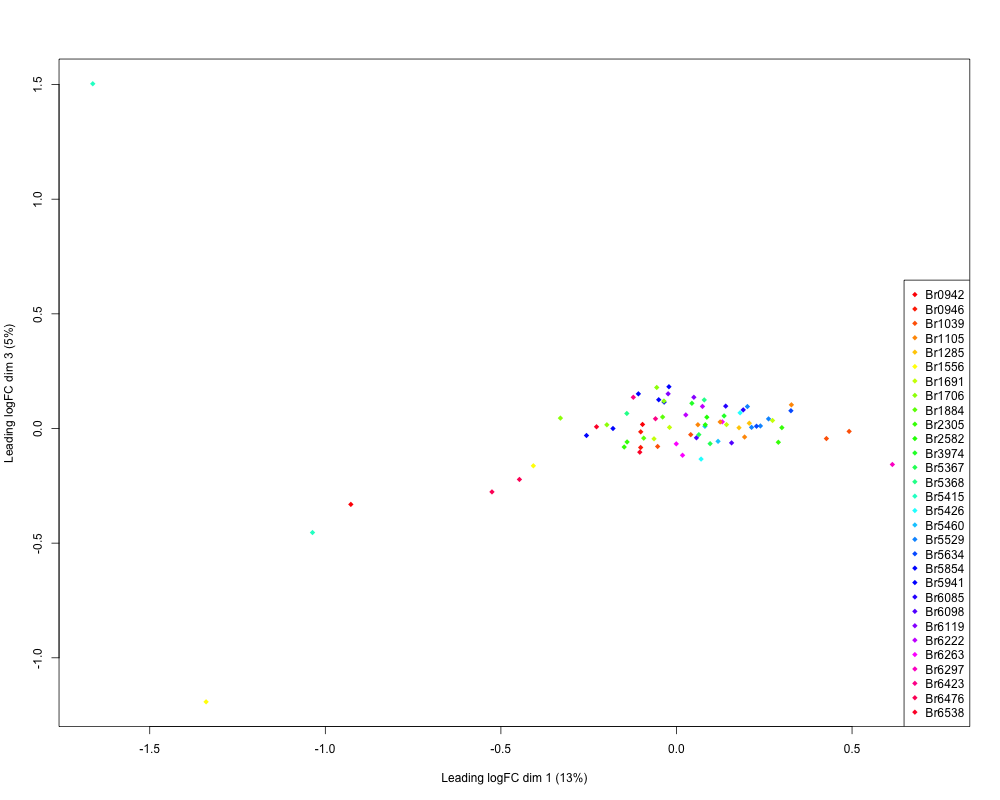 1.5
1.0
0.5
0.0
-0.5
-1.0
Leading logFC dim 3 (5%)
Br0942
Br0946
Br1039
Br1105
Br1285
Br1556
Br1691
Br1706
Br1884
Br2305
Br2582
Br3974
Br5367
Br5368
Br5415
Br5426
Br5460
Br5529
Br5634
Br5854
Br5941
Br6085
Br6098
Br6119
Br6222
Br6263
Br6297
Br6423
Br6476
Br6538
-1.5
-1.0
-0.5
0.0
0.5
Leading logFC dim 1 (13%)